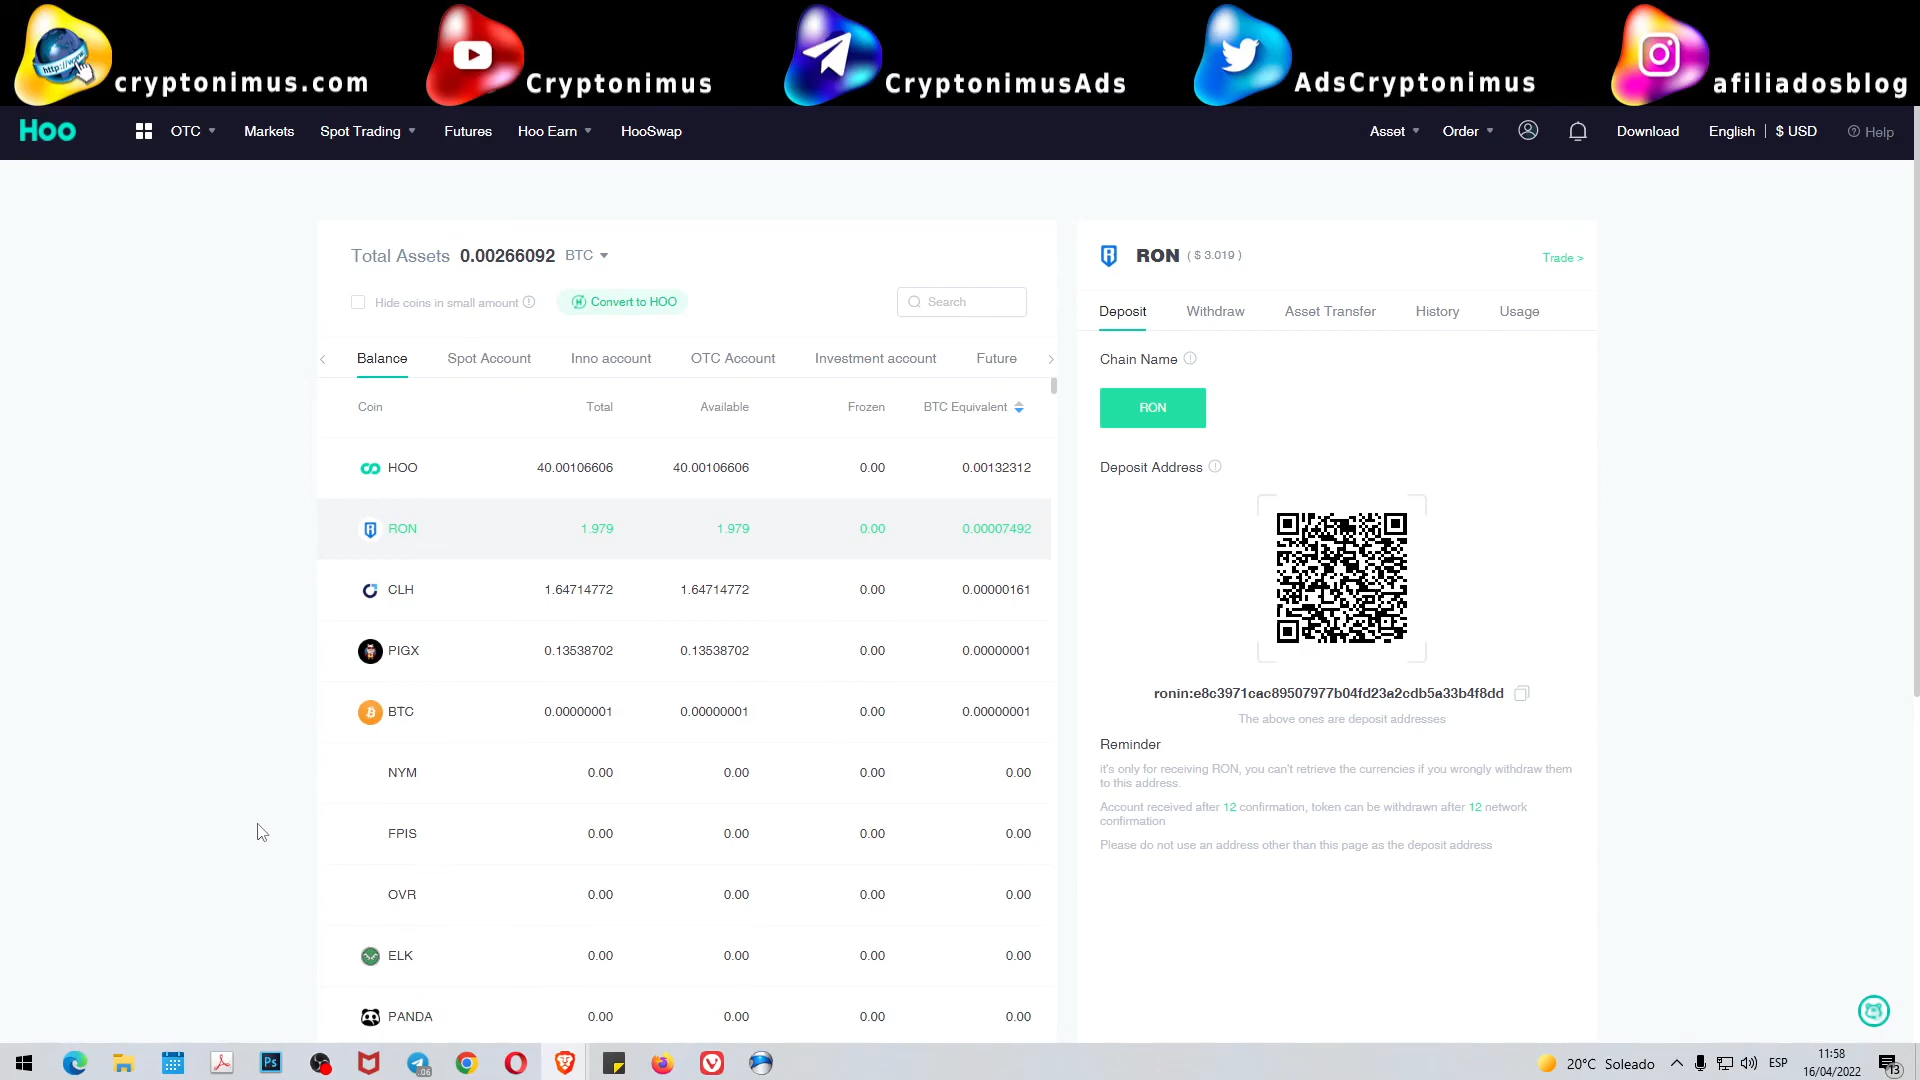 http://www
cryptonimus.com
Cryptonimus
CryptonimusAds
AdsCryptonimus
afiliadosblog
Hoo
OTC
Markets
Spot Trading
Futures
Hoo Earn
HooSwap
Asset
Order
Download
English | $ USD
Help
Total Assets 0.00266092 BTC
Hide coins in small amount
Convert to HOO
Search
Balance
Spot Account
Inno account
OTC Account
Investment account
Future
Coin Total Available Frozen BTC Equivalent
HOO 40.00106606 40.00106606 0.00 0.00132312
RON 1.979 1.979 0.00 0.00007492
CLH 1.64714772 1.64714772 0.00 0.00000161
PIGX 0.13538702 0.13538702 0.00 0.00000001
BTC 0.00000001 0.00000001 0.00 0.00000001
NYM 0.00 0.00 0.00 0.00
FPIS 0.00 0.00 0.00 0.00
OVR 0.00 0.00 0.00 0.00
ELK 0.00 0.00 0.00 0.00
PANDA 0.00 0.00 0.00 0.00
RON ( $ 3.019 )
Trade >
Deposit
Withdraw
Asset Transfer
History
Usage
Chain Name
RON
Deposit Address
ronin:e8c3971cac89507977b04fd23a2cdb5a33b4f8dd
The above ones are deposit addresses
Reminder
it's only for receiving RON, you can't retrieve the currencies if you wrongly withdraw them
to this address.
Account received after 12 confirmation, token can be withdrawn after 12 network
confirmation
Please do not use an address other than this page as the deposit address
Ps
.06
20°C Soleado
ESP
11:58
16/04/2022
13